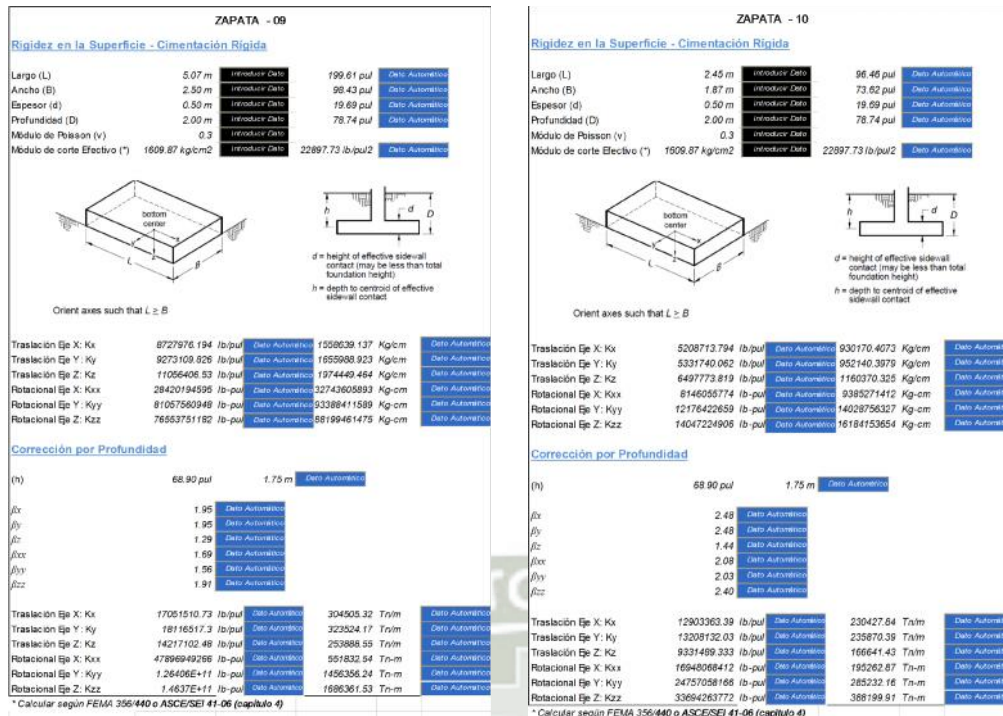 ZAPATA - 09
Rigidez en la Superficie - Cimentación Rígida
Largo (L) 5.07 m Introducir Dato 199.61 pul Dato Automático
Ancho (B) 2.50 m Introducir Dato 98.43 pul Dato Automático
Espesor (d) 0.50 m Introducir Dato 19.69 pul Dato Automático
Profundidad (D) 2.00 m Introducir Dato 78.74 pul Dato Automático
Módulo de Poisson (v) 0.3 Introducir Dato
Módulo de corte Efectivo (*) 1609.87 kg/cm2 Introducir Dato 22897.73 lb/pul2 Dato Automático
bottom
center
L
B
h
d
D
d = height of effective sidewall
contact (may be less than total
foundation height)
h = depth to centroid of effective
sidewall contact
Orient axes such that L ≥ B
Traslación Eje X: Kx 8727976.194 lb/pul Dato Automático 1558639.137 Kg/cm Dato Automático
Traslación Eje Y: Ky 9273109.826 lb/pul Dato Automático 1655988.923 Kg/cm Dato Automático
Traslación Eje Z: Kz 11056406.53 lb/pul Dato Automático 1974449.464 Kg/cm Dato Automático
Rotacional Eje X: Kxx 28420194595 lb-pul Dato Automático 32743605893 Kg-cm Dato Automático
Rotacional Eje Y: Kyy 81057560948 lb-pul Dato Automático 93388411589 Kg-cm Dato Automático
Rotacional Eje Z: Kzz 76553751192 lb-pul Dato Automático 88199461475 Kg-cm Dato Automático
Corrección por Profundidad
(h) 68.90 pul 1.75 m Dato Automático
βx 1.95 Dato Automático
βy 1.95 Dato Automático
βz 1.29 Dato Automático
βxx 1.69 Dato Automático
βyy 1.56 Dato Automático
βzz 1.91 Dato Automático
Traslación Eje X: Kx 17051510.73 lb/pul Dato Automático 304505.32 Tn/m Dato Automático
Traslación Eje Y: Ky 18116517.3 lb/pul Dato Automático 323524.17 Tn/m Dato Automático
Traslación Eje Z: Kz 14217102.48 lb/pul Dato Automático 253888.55 Tn/m Dato Automático
Rotacional Eje X: Kxx 47896949266 lb-pul Dato Automático 551832.54 Tn-m Dato Automático
Rotacional Eje Y: Kyy 1.26406E+11 lb-pul Dato Automático 1456356.24 Tn-m Dato Automático
Rotacional Eje Z: Kzz 1.4637E+11 lb-pul Dato Automático 1686361.53 Tn-m Dato Automático
* Calcular según FEMA 356/440 o ASCE/SEI 41-06 (capítulo 4)
ZAPATA - 10
Rigidez en la Superficie - Cimentación Rígida
Largo (L) 2.45 m Introducir Dato 96.46 pul Dato Automático
Ancho (B) 1.87 m Introducir Dato 73.62 pul Dato Automático
Espesor (d) 0.50 m Introducir Dato 19.69 pul Dato Automático
Profundidad (D) 2.00 m Introducir Dato 78.74 pul Dato Automático
Módulo de Poisson (v) 0.3 Introducir Dato
Módulo de corte Efectivo (*) 1609.87 kg/cm2 Introducir Dato 22897.73 lb/pul2 Dato Automático
bottom
center
L
B
h
d
D
d = height of effective sidewall
contact (may be less than total
foundation height)
h = depth to centroid of effective
sidewall contact
Orient axes such that L ≥ B
Traslación Eje X: Kx 5208713.794 lb/pul Dato Automático 930170.4073 Kg/cm Dato
Traslación Eje Y: Ky 5331740.062 lb/pul Dato Automático 952140.3979 Kg/cm Dato
Traslación Eje Z: Kz 6497773.819 lb/pul Dato Automático 1160370.325 Kg/cm Dato
Rotacional Eje X: Kxx 8146055774 lb-pul Dato Automático 9385271412 Kg-cm Dato
Rotacional Eje Y: Kyy 12176422659 lb-pul Dato Automático 14028756327 Kg-cm Dato
Rotacional Eje Z: Kzz 14047224906 lb-pul Dato Automático 16184153654 Kg-cm Dato
Corrección por Profundidad
(h) 68.90 pul 1.75 m Dato Automático
βx 2.48 Dato Automático
βy 2.48 Dato Automático
βz 1.44 Dato Automático
βxx 2.08 Dato Automático
βyy 2.03 Dato Automático
βzz 2.40 Dato Automático
Traslación Eje X: Kx 12903363.39 lb/pul Dato Automático 230427.64 Tn/m Dato
Traslación Eje Y: Ky 13208132.03 lb/pul Dato Automático 235870.39 Tn/m Dato
Traslación Eje Z: Kz 9331489.333 lb/pul Dato Automático 166641.43 Tn/m Dato
Rotacional Eje X: Kxx 16948068412 lb-pul Dato Automático 195262.87 Tn-m Dato
Rotacional Eje Y: Kyy 24757058166 lb-pul Dato Automático 285232.16 Tn-m Dato
Rotacional Eje Z: Kzz 33694263772 lb-pul Dato Automático 388199.91 Tn-m Dato
* Calcular según FEMA 356/440 o ASCE/SEI 41-06 (capítulo 4)